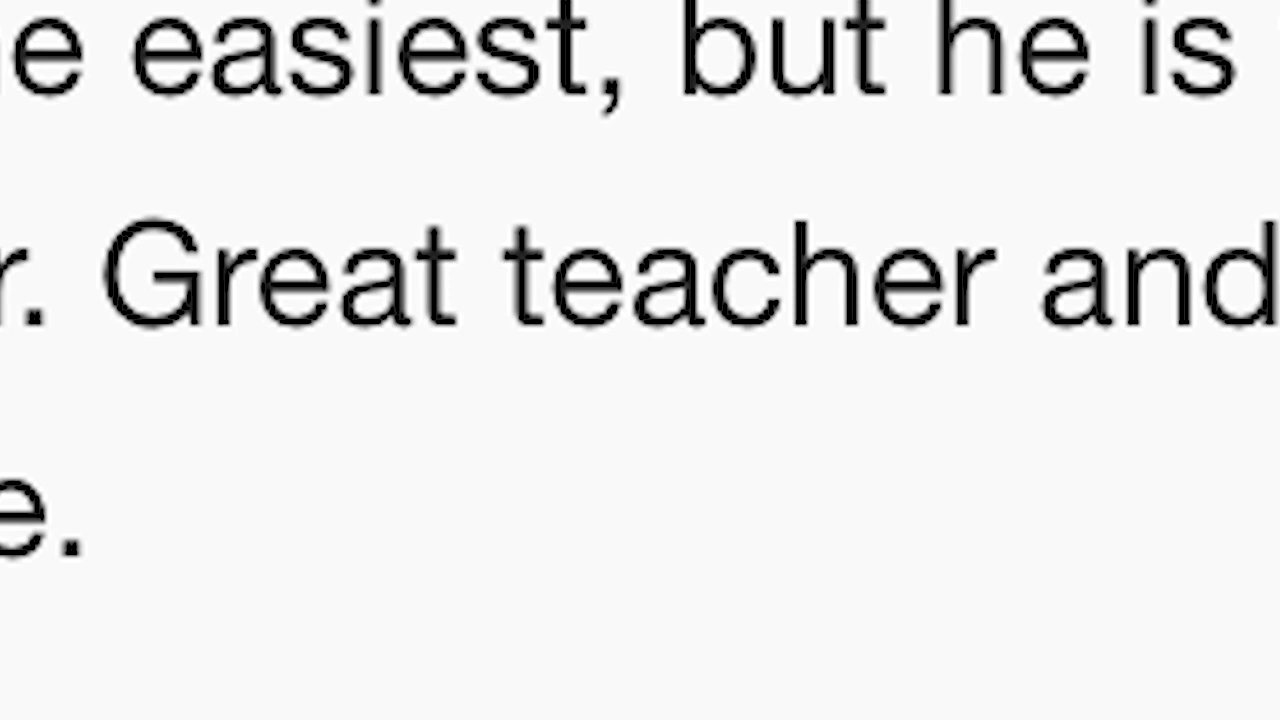 e easiest, but he is
r. Great teacher and
e.